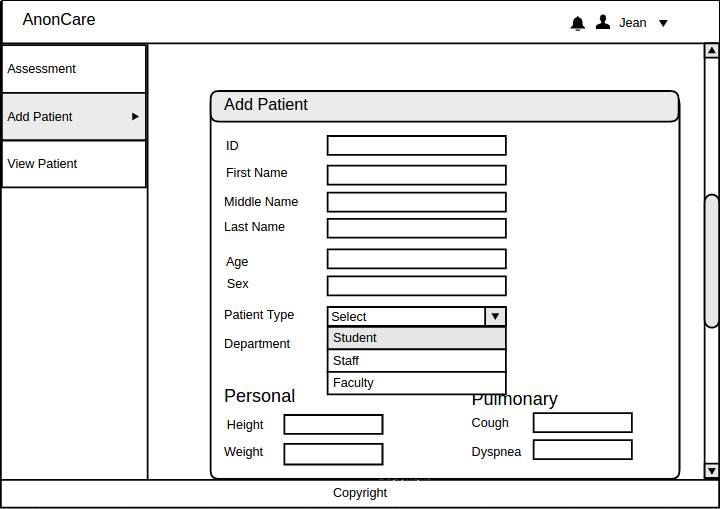 AnonCare
Jean
Assessment
Add Patient
View Patient
Add Patient
ID
First Name
Middle Name
Last Name
Age
Sex
Patient Type
Select
Student
Department
Staff
Faculty
Personal
Pulmonary
Height
Cough
Weight
Dyspnea
Copyright